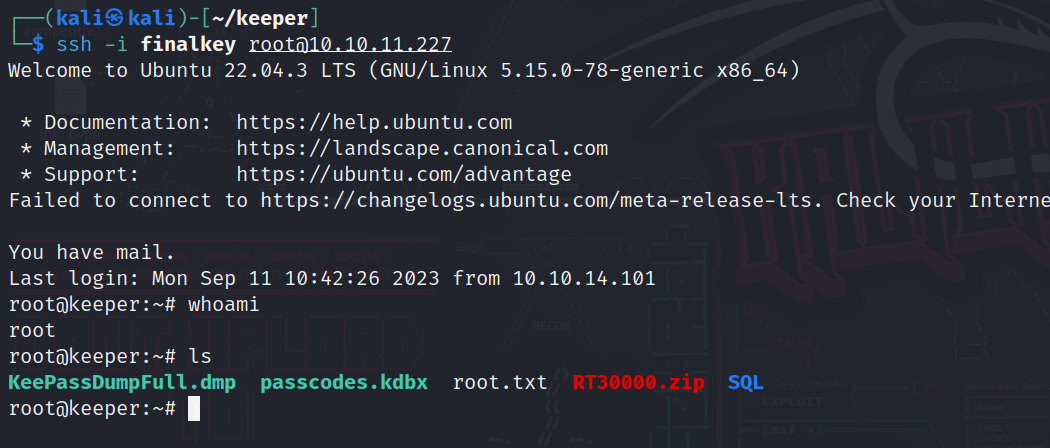 ┌──(kali㉿kali)-[~/keeper]
└─$ ssh -i finalkey root@10.10.11.227
Welcome to Ubuntu 22.04.3 LTS (GNU/Linux 5.15.0-78-generic x86_64)
* Documentation:  https://help.ubuntu.com
* Management:     https://landscape.canonical.com
* Support:        https://ubuntu.com/advantage
Failed to connect to https://changelogs.ubuntu.com/meta-release-lts. Check your Interne
You have mail.
Last login: Mon Sep 11 10:42:26 2023 from 10.10.14.101
root@keeper:~# whoami
root
root@keeper:~# ls
KeePassDumpFull.dmp  passcodes.kdbx  root.txt  RT30000.zip  SQL
root@keeper:~#
RECON
EXPLOIT